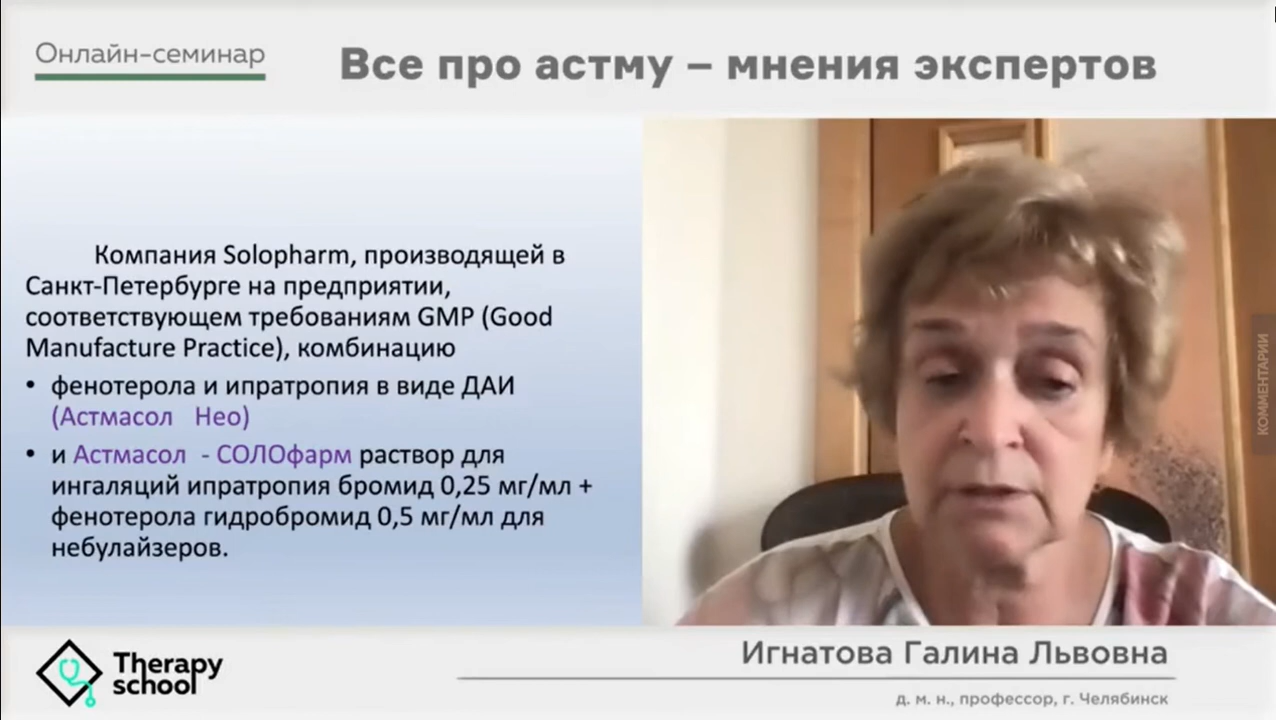 Онлайн-семинар
Все про астму – мнения экспертов
Компания Solopharm, производящей в
Санкт-Петербурге на предприятии,
соответствующем требованиям GMP (Good
Manufacture Practice), комбинацию
• фенотерола и ипратропия в виде ДАИ
(Астмасол Нео)
• и Астмасол - СОЛОфарм раствор для
ингаляций ипратропия бромид 0,25 мг/мл +
фенотерола гидробромид 0,5 мг/мл для
небулайзеров.
КОММЕНТАРИИ
Therapy
school
Игнатова Галина Львовна
д. м. н., профессор, г. Челябинск